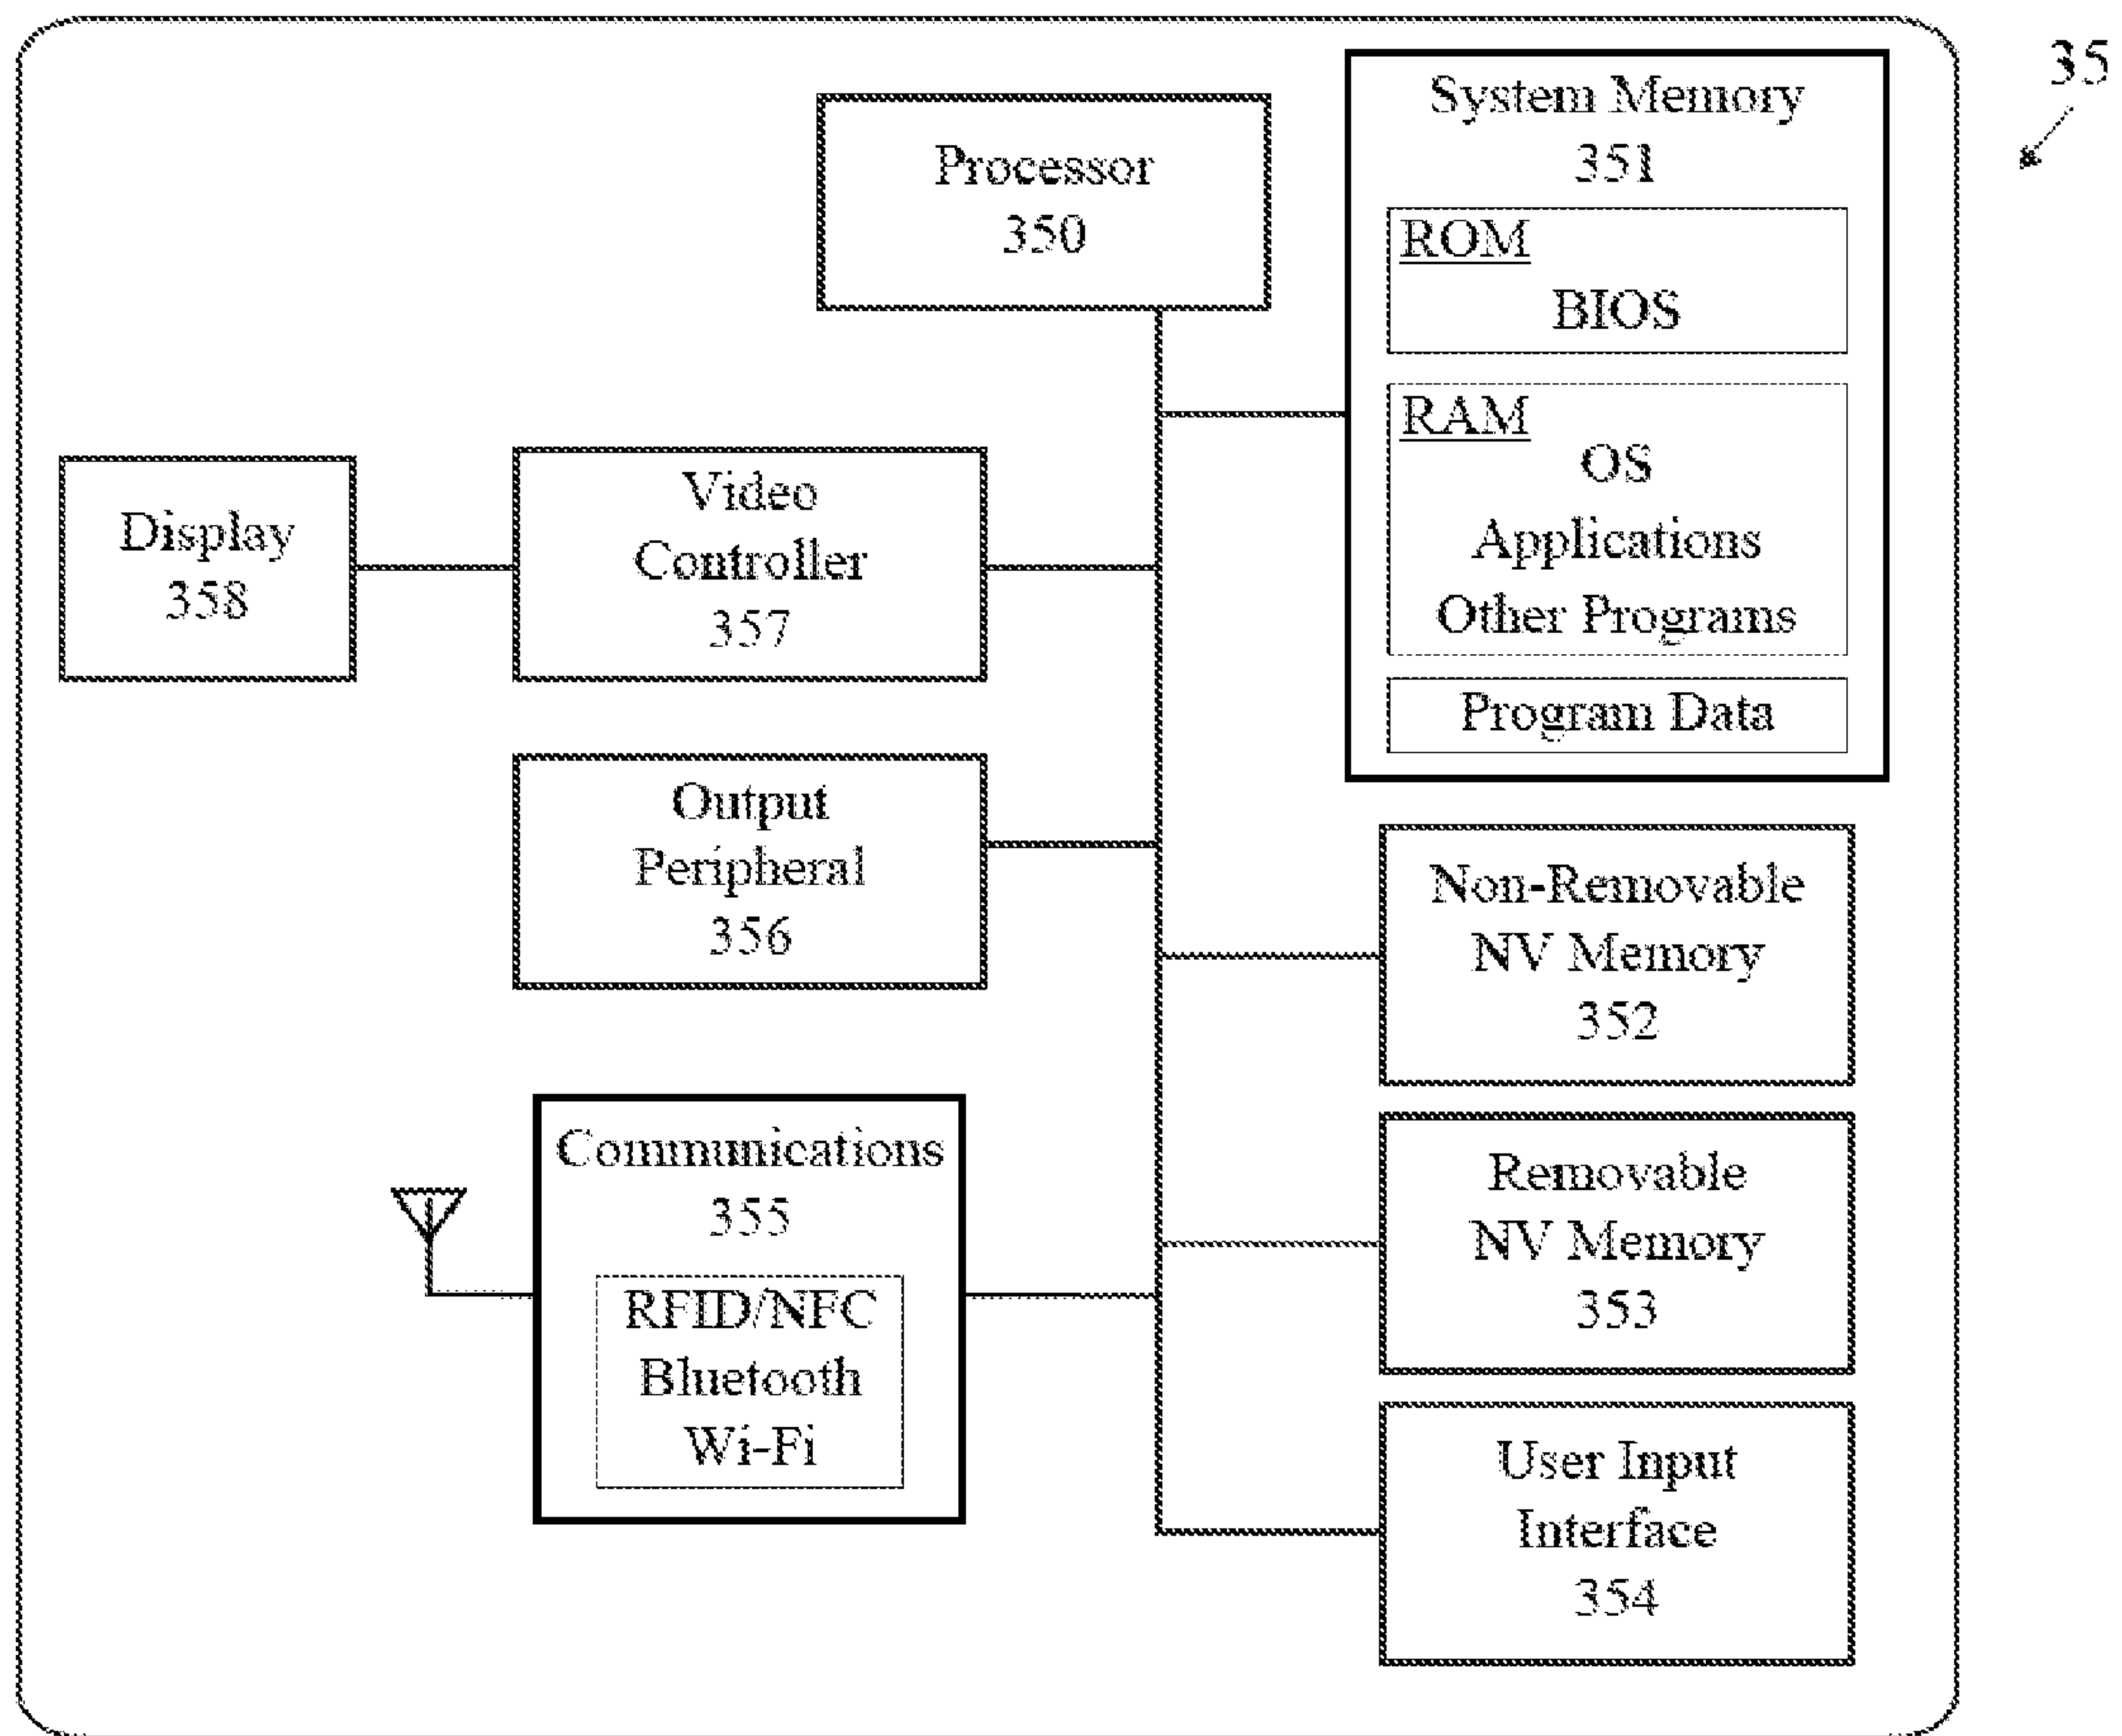 35
Processor
350
System Memory
351
ROM
BIOS
RAM
OS
Applications
Other Programs
Program Data
Display
358
Video
Controller
357
Output
Peripheral
356
Non-Removable
NV Memory
352
Communications
355
RFID/NFC
Bluetooth
Wi-Fi
Removable
NV Memory
353
User Input
Interface
354